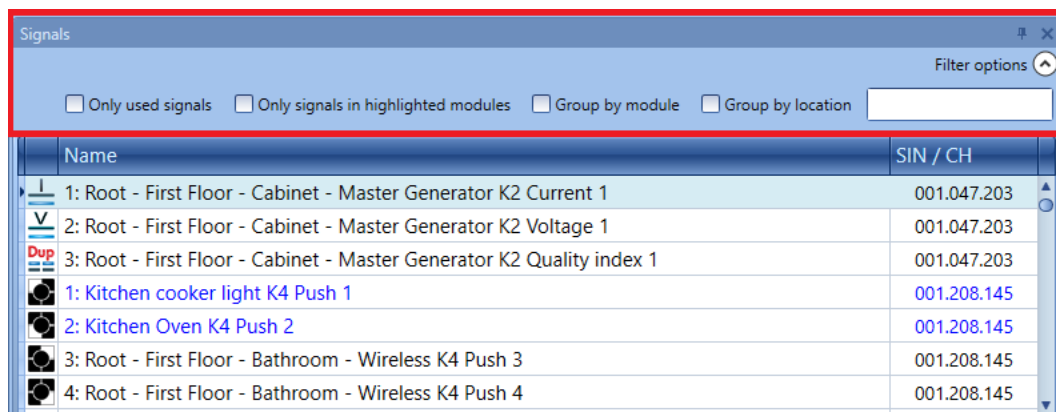 Signals
Filter options
Only used signals Only signals in highlighted modules Group by module Group by location
Name SIN / CH
1: Root - First Floor - Cabinet - Master Generator K2 Current 1 001.047.203
V 2: Root - First Floor - Cabinet - Master Generator K2 Voltage 1 001.047.203
Dup 3: Root - First Floor - Cabinet - Master Generator K2 Quality index 1 001.047.203
1: Kitchen cooker light K4 Push 1 001.208.145
2: Kitchen Oven K4 Push 2 001.208.145
3: Root - First Floor - Bathroom - Wireless K4 Push 3 001.208.145
4: Root - First Floor - Bathroom - Wireless K4 Push 4 001.208.145